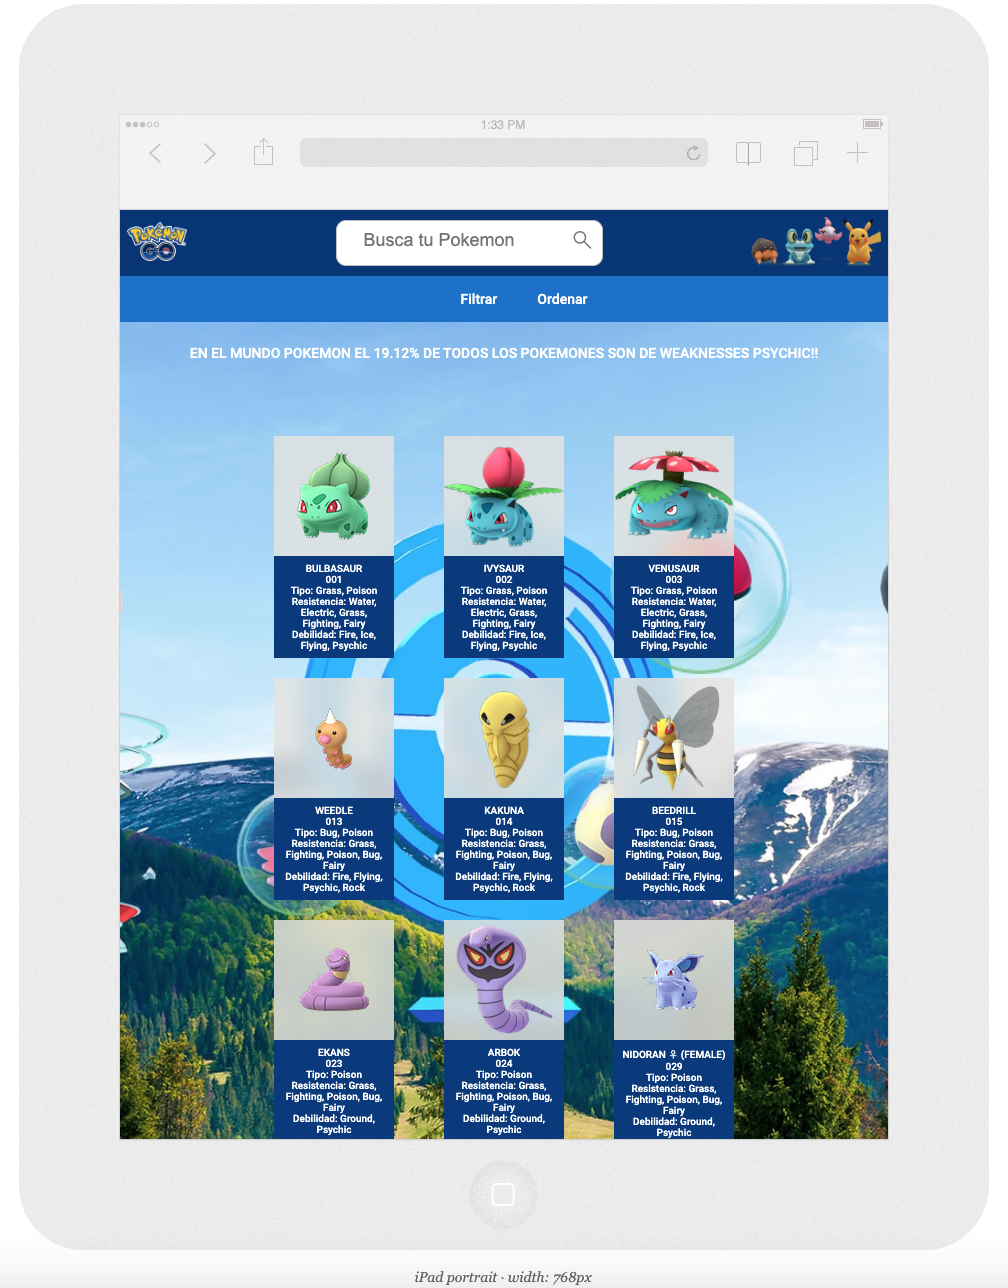 1:33 PM
POKÉMON
GO
Busca tu Pokemon
Filtrar Ordenar
EN EL MUNDO POKEMON EL 19.12% DE TODOS LOS POKEMONES SON DE WEAKNESSES PSYCHIC!!
BULBASAUR
001
Tipo: Grass, Poison
Resistencia: Water,
Electric, Grass,
Fighting, Fairy
Debilidad: Fire, Ice,
Flying, Psychic
IVYSAUR
002
Tipo: Grass, Poison
Resistencia: Water,
Electric, Grass,
Fighting, Fairy
Debilidad: Fire, Ice,
Flying, Psychic
VENUSAUR
003
Tipo: Grass, Poison
Resistencia: Water,
Electric, Grass,
Fighting, Fairy
Debilidad: Fire, Ice,
Flying, Psychic
WEEDLE
013
Tipo: Bug, Poison
Resistencia: Grass,
Fighting, Poison, Bug,
Fairy
Debilidad: Fire, Flying,
Psychic, Rock
KAKUNA
014
Tipo: Bug, Poison
Resistencia: Grass,
Fighting, Poison, Bug,
Fairy
Debilidad: Fire, Flying,
Psychic, Rock
BEEDRILL
015
Tipo: Bug, Poison
Resistencia: Grass,
Fighting, Poison, Bug,
Fairy
Debilidad: Fire, Flying,
Psychic, Rock
EKANS
023
Tipo: Poison
Resistencia: Grass,
Fighting, Poison, Bug,
Fairy
Debilidad: Ground,
Psychic
ARBOK
024
Tipo: Poison
Resistencia: Grass,
Fighting, Poison, Bug,
Fairy
Debilidad: Ground,
Psychic
NIDORAN ♀ (FEMALE)
029
Tipo: Poison
Resistencia: Grass,
Fighting, Poison, Bug,
Fairy
Debilidad: Ground,
Psychic
iPad portrait · width: 768px